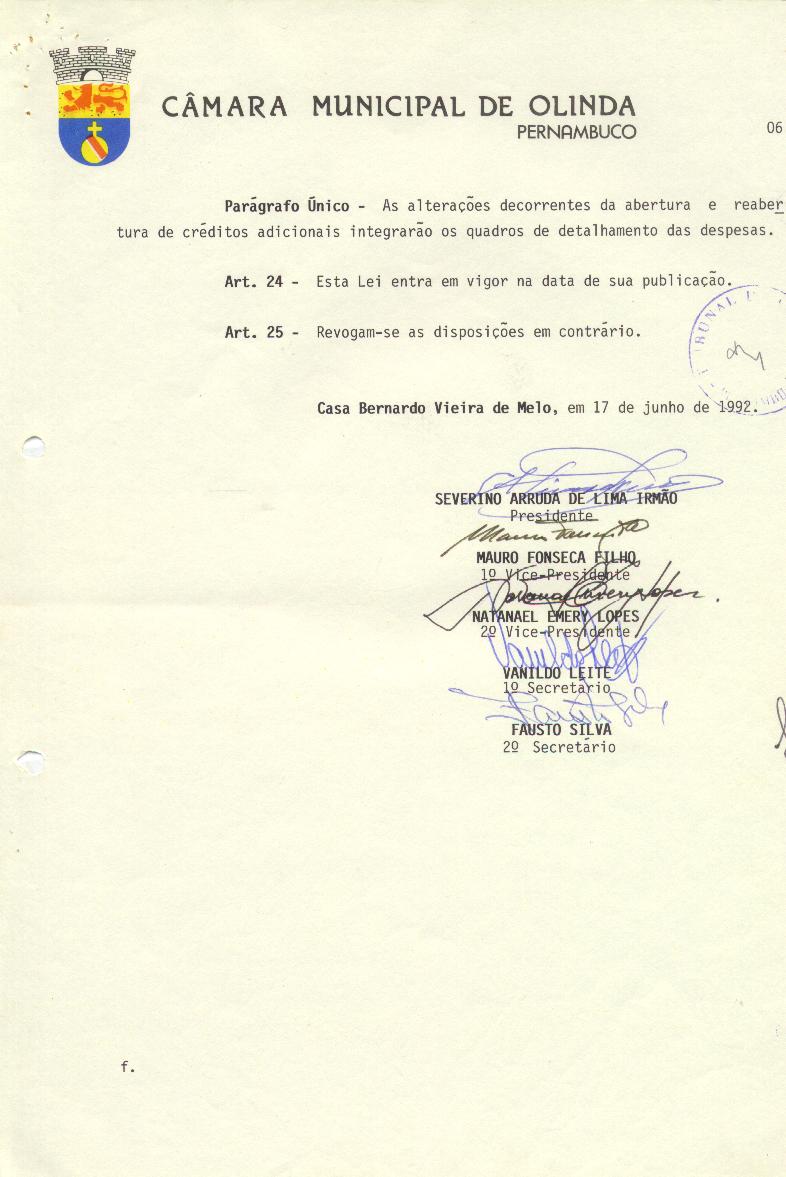 CÂMARA MUNICIPAL DE OLINDA
PERNAMBUCO
06
Parágrafo Único - As alterações decorrentes da abertura e reaber
tura de créditos adicionais integrarão os quadros de detalhamento das despesas.
Art. 24 - Esta Lei entra em vigor na data de sua publicação.
Art. 25 - Revogam-se as disposições em contrário.
Casa Bernardo Vieira de Melo, em 17 de junho de 1992.
SEVERINO ARRUDA DE LIMA IRMÃO
Presidente
MAURO FONSECA FILHO
1º Vice-Presidente
NATANAEL EMERY LOPES
2º Vice-Presidente
VANILDO LEITE
1º Secretário
FAUSTO SILVA
2º Secretário
f.